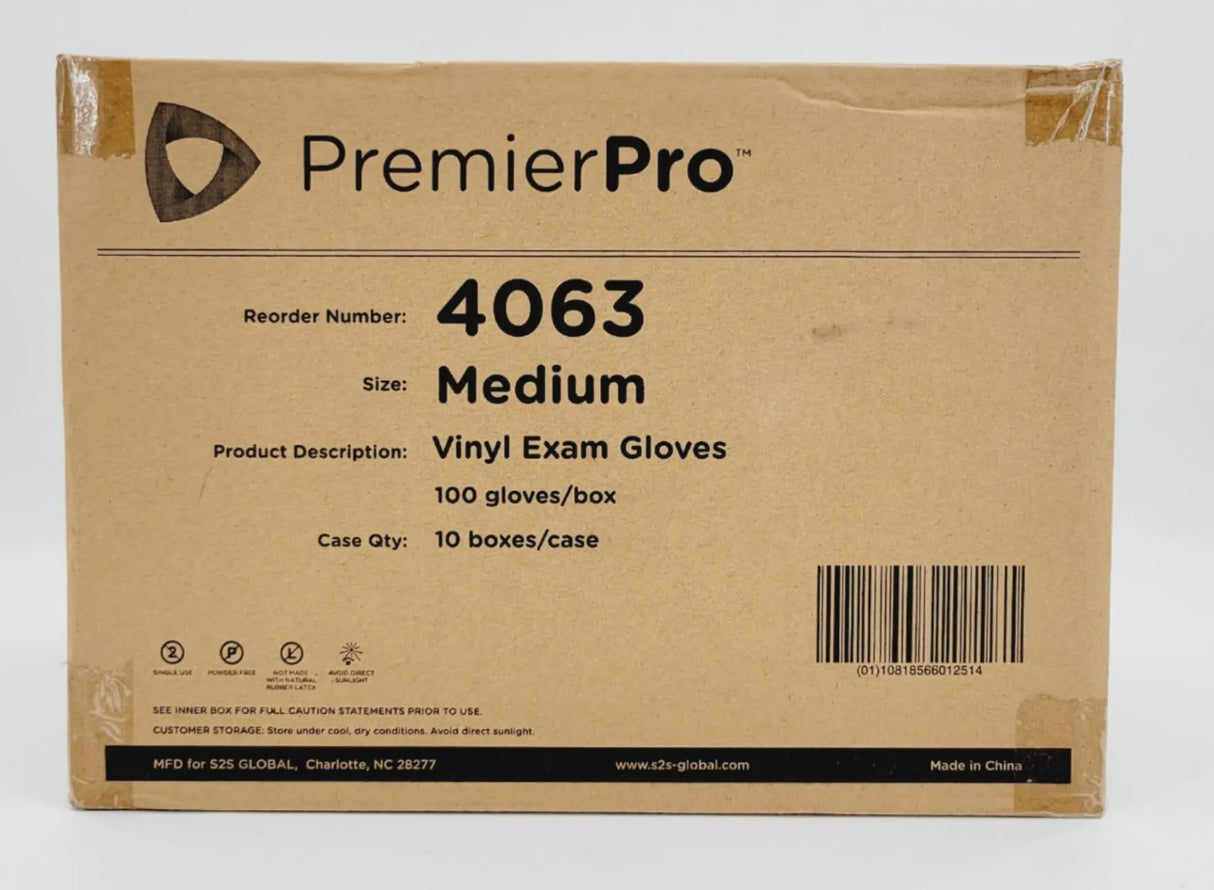 PremierPro™
Reorder Number: 4063
Size: Medium
Product Description: Vinyl Exam Gloves
100 gloves/box
Case Qty: 10 boxes/case
(01)10818566012514
2 P L
SINGLE USE POWDER FREE NOT MADE WITH NATURAL RUBBER LATEX AVOID DIRECT SUNLIGHT
SEE INNER BOX FOR FULL CAUTION STATEMENTS PRIOR TO USE.
CUSTOMER STORAGE: Store under cool, dry conditions. Avoid direct sunlight.
MFD for S2S GLOBAL, Charlotte, NC 28277 www.s2s-global.com Made in China